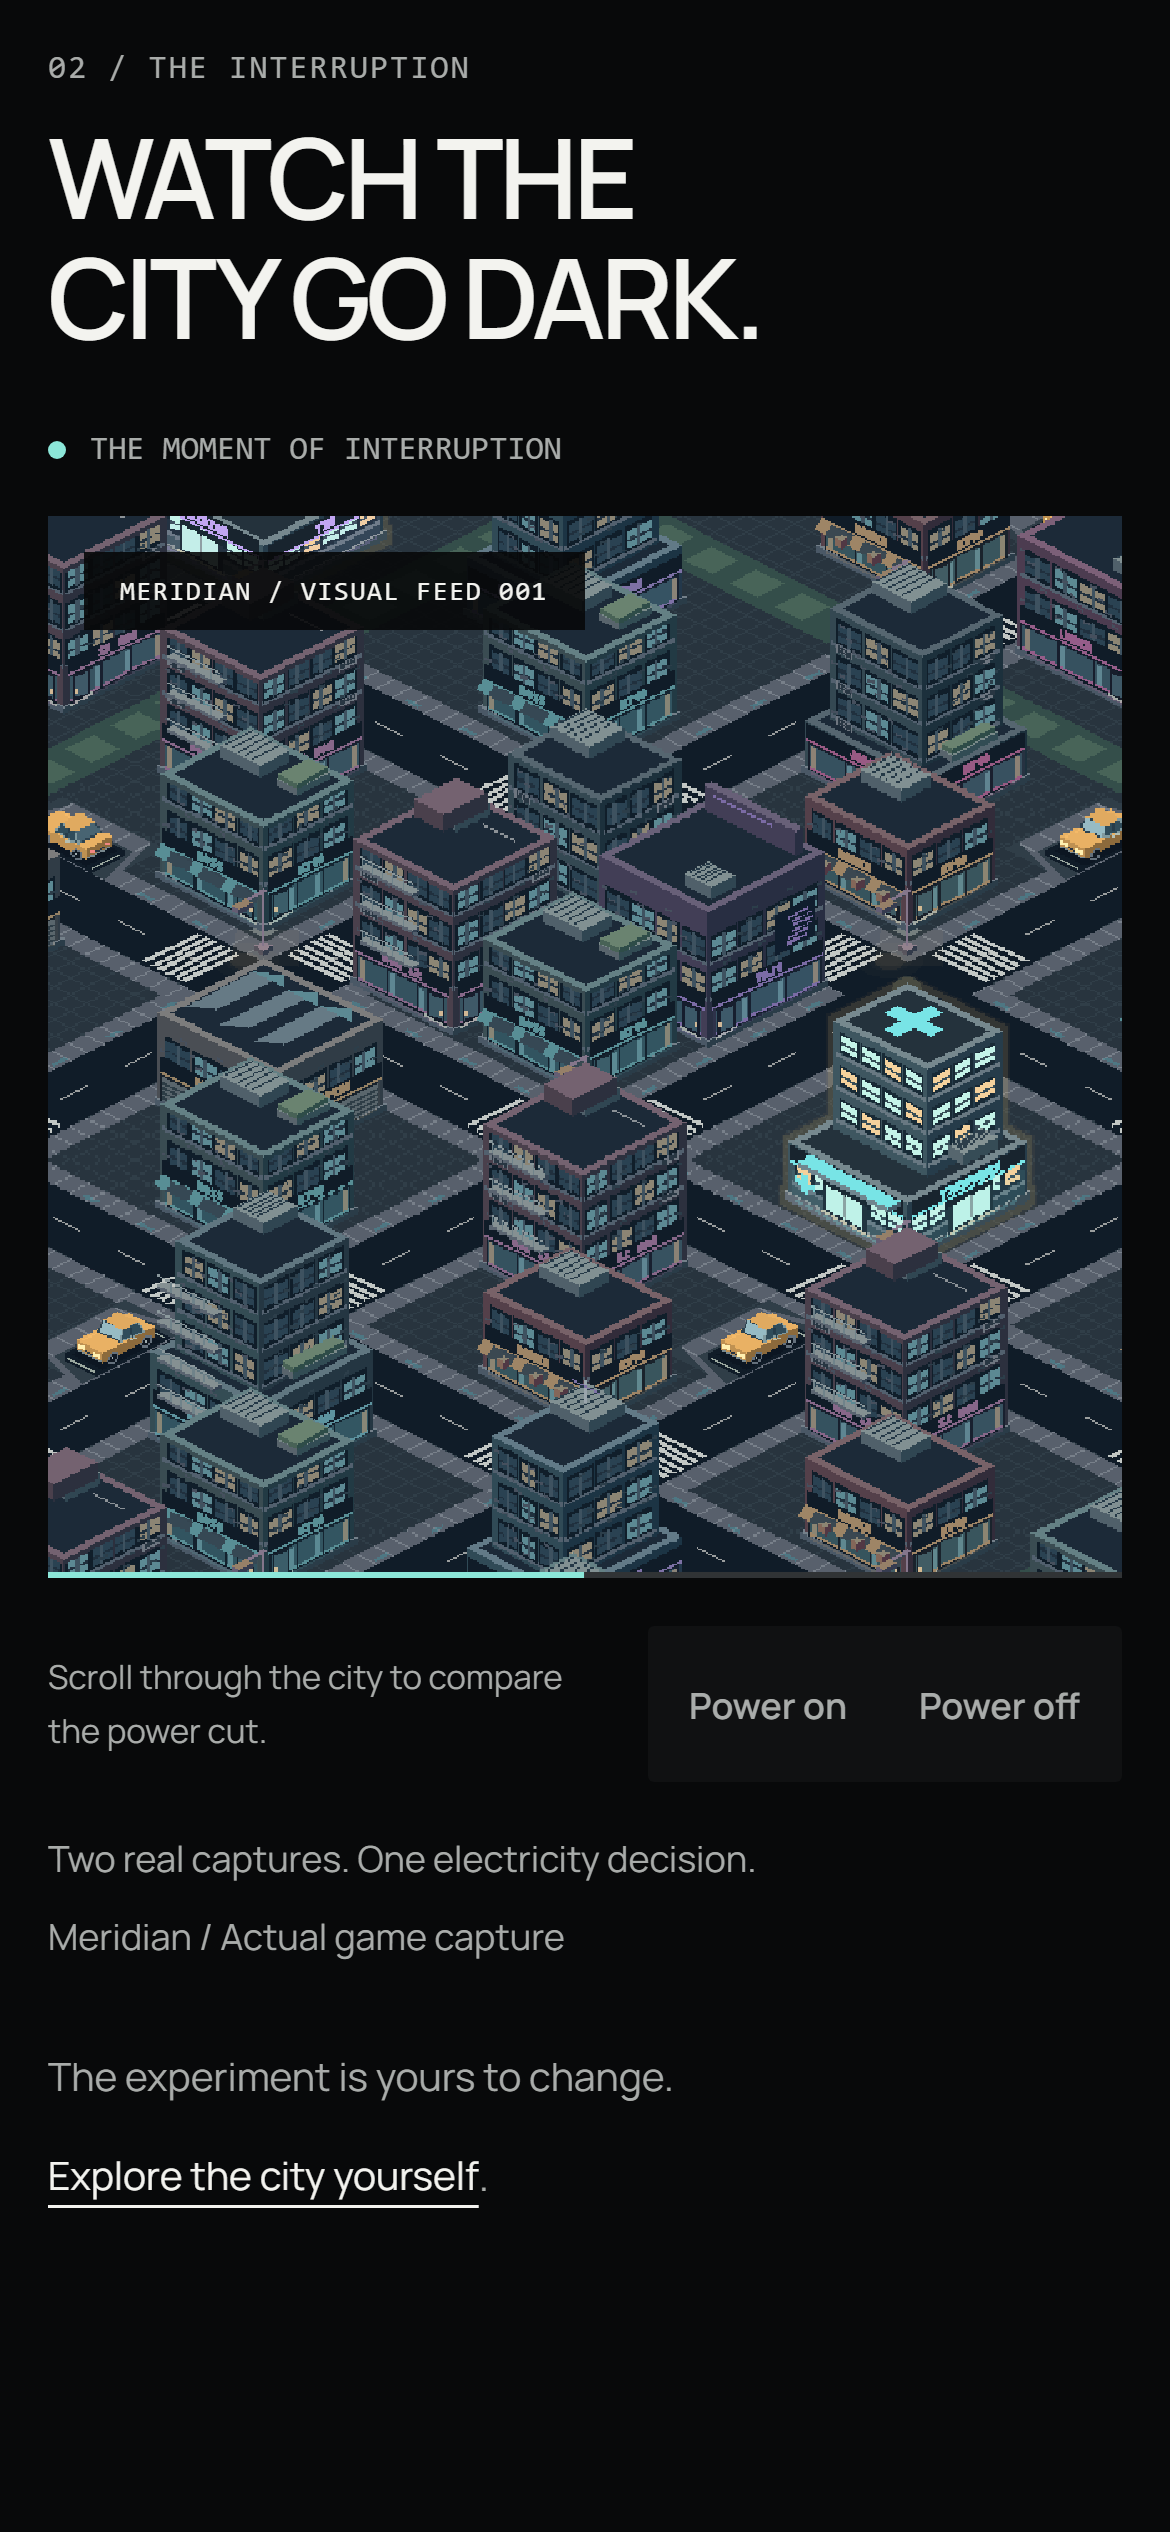 02 / THE INTERRUPTION
WATCH THE
CITY GO DARK.
THE MOMENT OF INTERRUPTION
MERIDIAN / VISUAL FEED 001
Scroll through the city to compare
the power cut.
Power on
Power off
Two real captures. One electricity decision.
Meridian / Actual game capture
The experiment is yours to change.
Explore the city yourself.